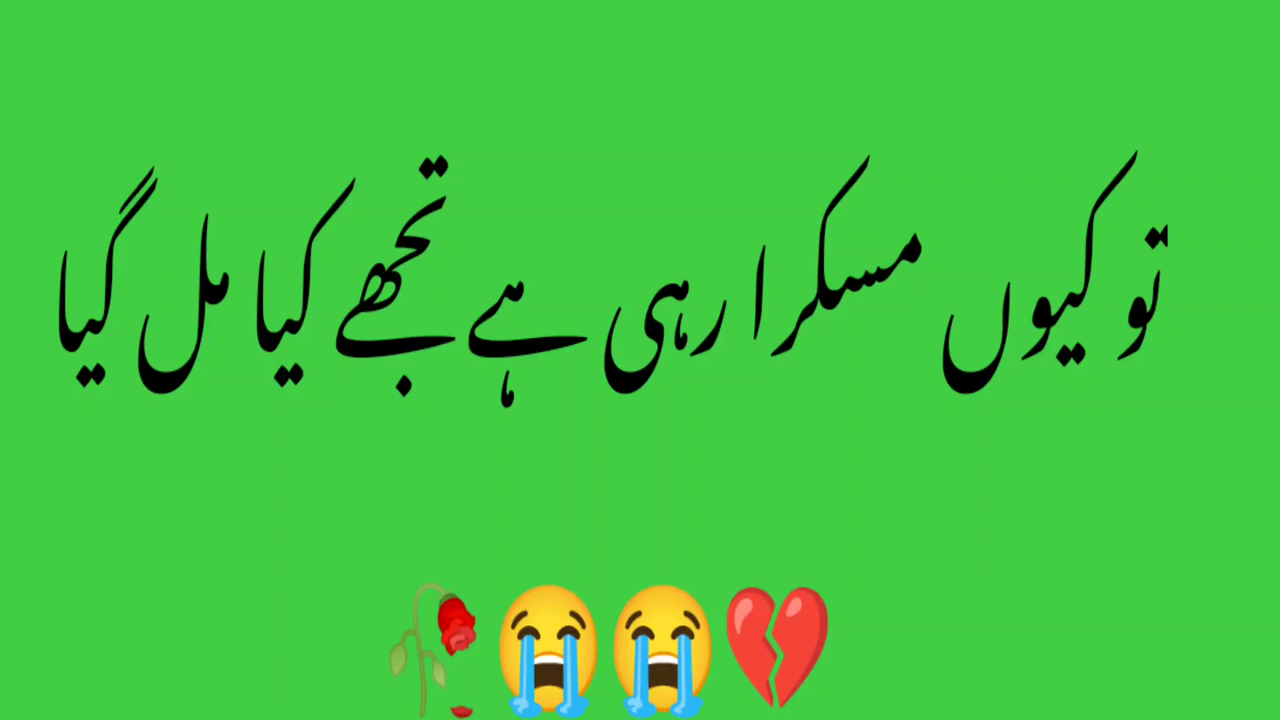 تو کیوں مسکرا رہی ہے تجھے کیا مل گیا
🥀😭😭💔